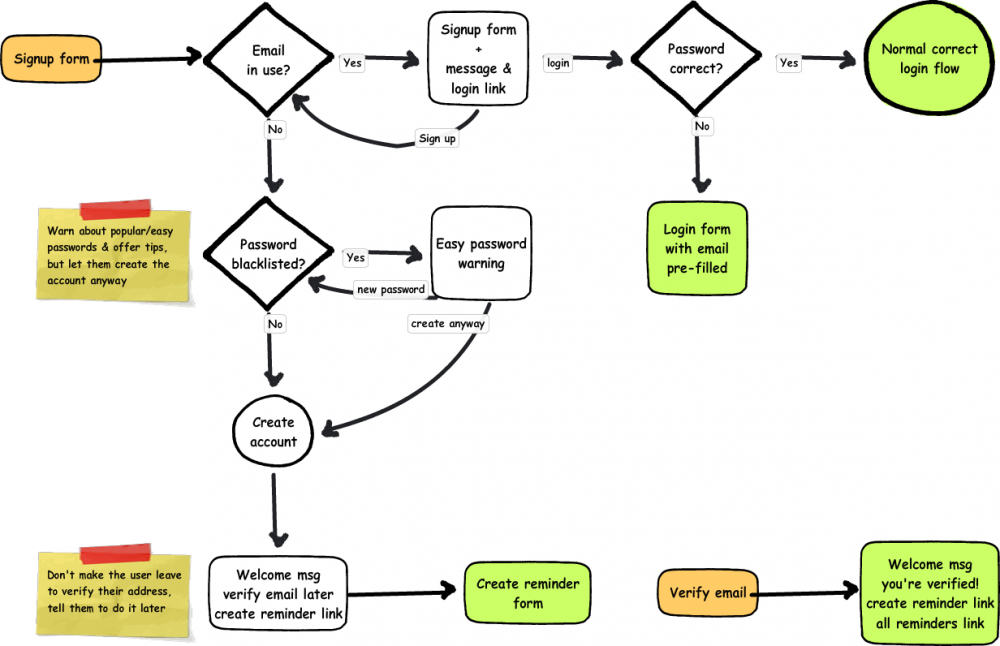 Signup form
Email
in use?
Yes
Signup form
+
message &
login link
login
Password
correct?
Yes
Normal correct
login flow
No
Sign up
No
Warn about popular/easy
passwords & offer tips,
but let them create the
account anyway
Password
blacklisted?
Yes
Easy password
warning
new password
Login form
with email
pre-filled
No
create anyway
Create
account
Don't make the user leave
to verify their address,
tell them to do it later
Welcome msg
verify email later
create reminder link
Create reminder
form
Verify email
Welcome msg
you're verified!
create reminder link
all reminders link